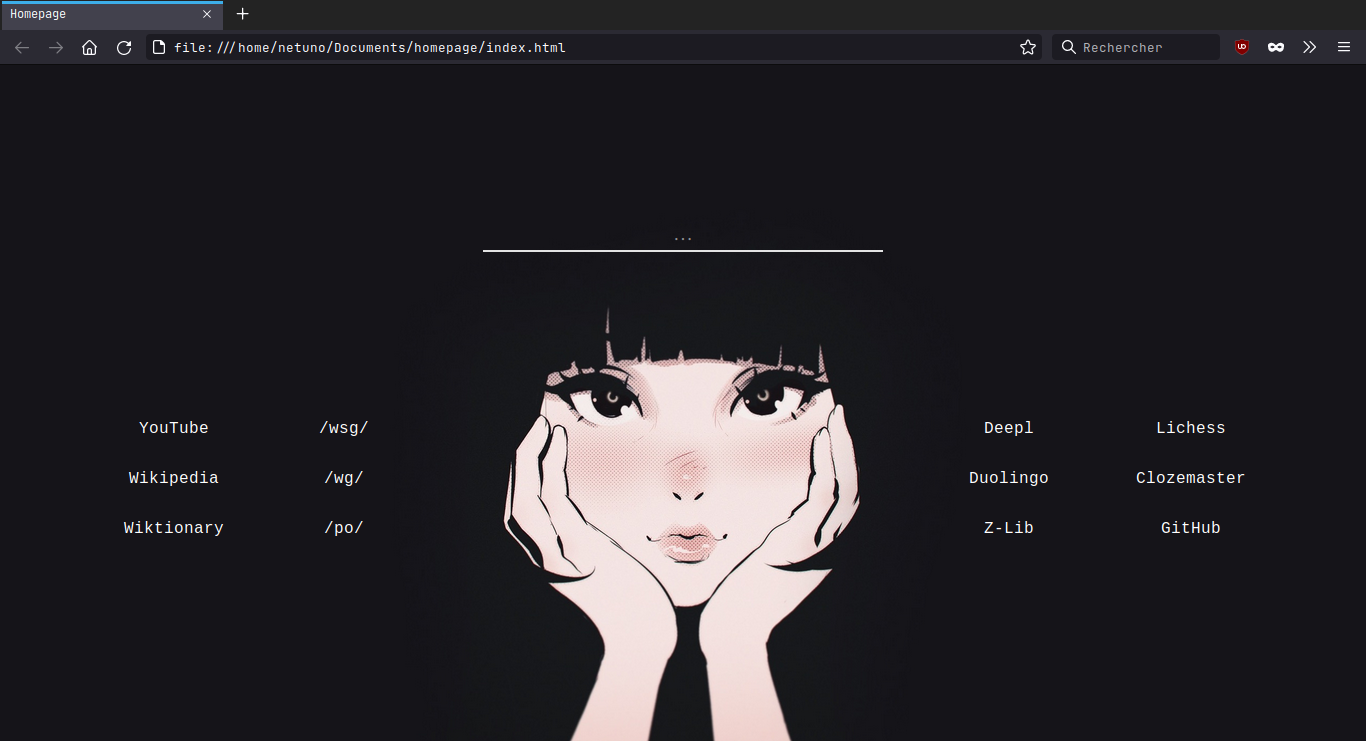 Homepage
file:///home/netuno/Documents/homepage/index.html
Rechercher
...
YouTube /wsg/ Deepl Lichess
Wikipedia /wg/ Duolingo Clozemaster
Wiktionary /po/ Z-Lib GitHub